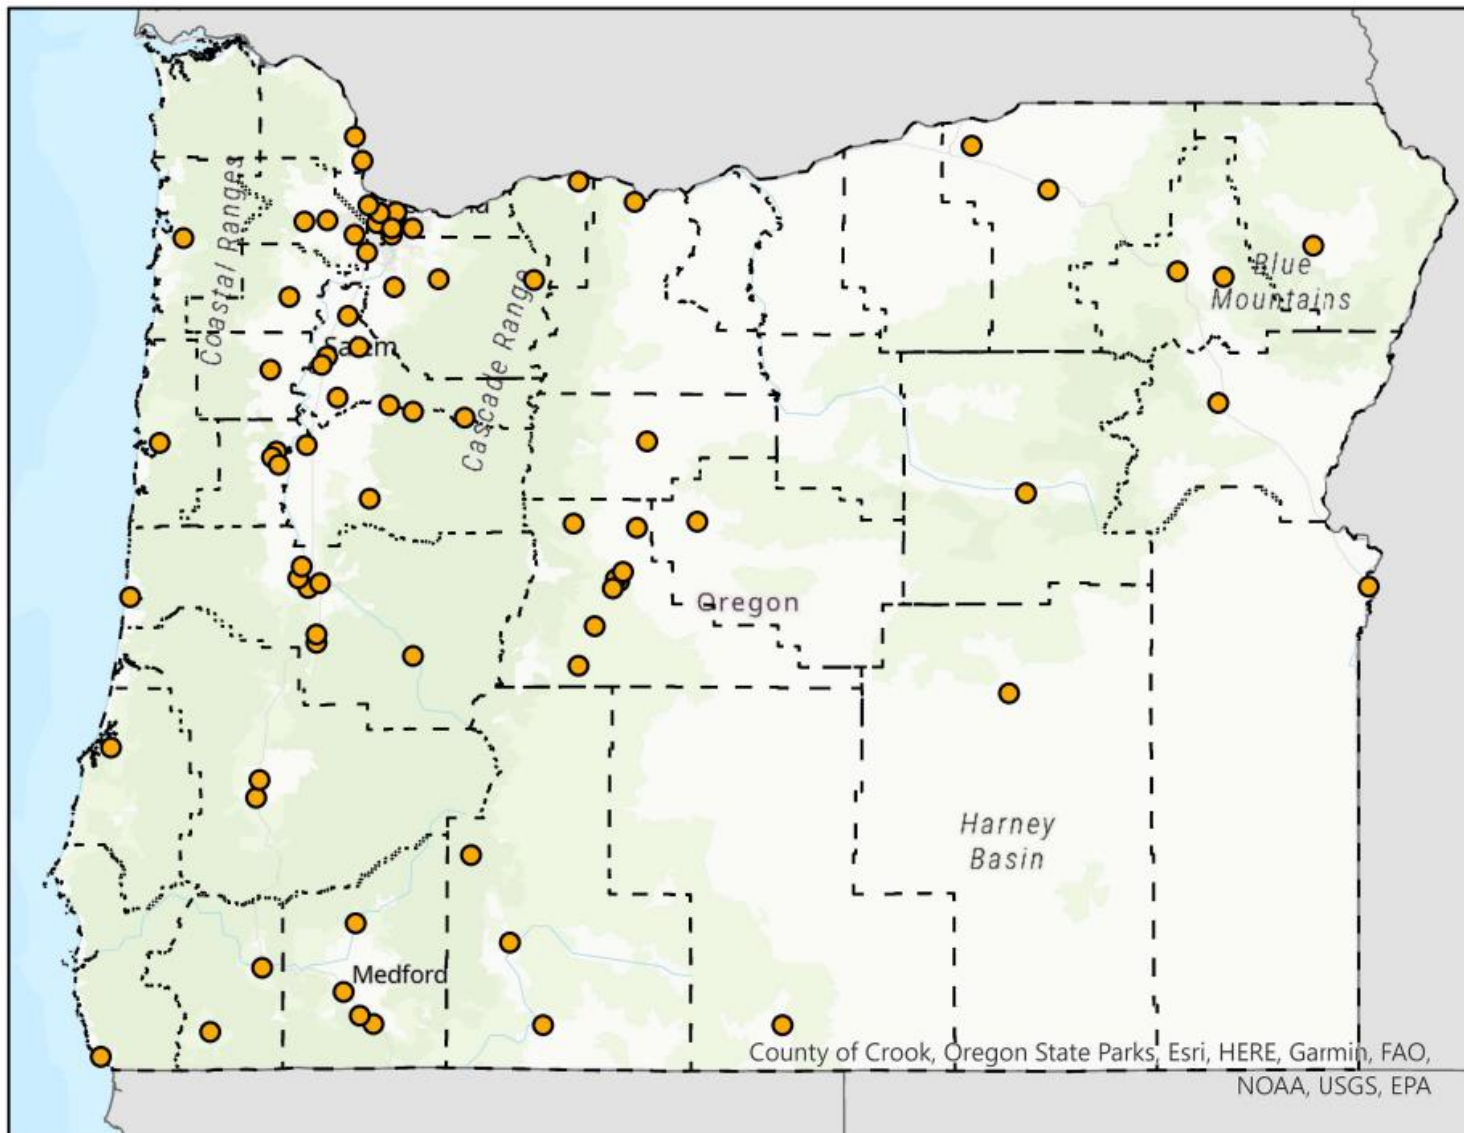 Coastal Ranges
Cascade Range
Blue
Mountains
Salem
Oregon
Harney
Basin
Medford
County of Crook, Oregon State Parks, Esri, HERE, Garmin, FAO,
NOAA, USGS, EPA